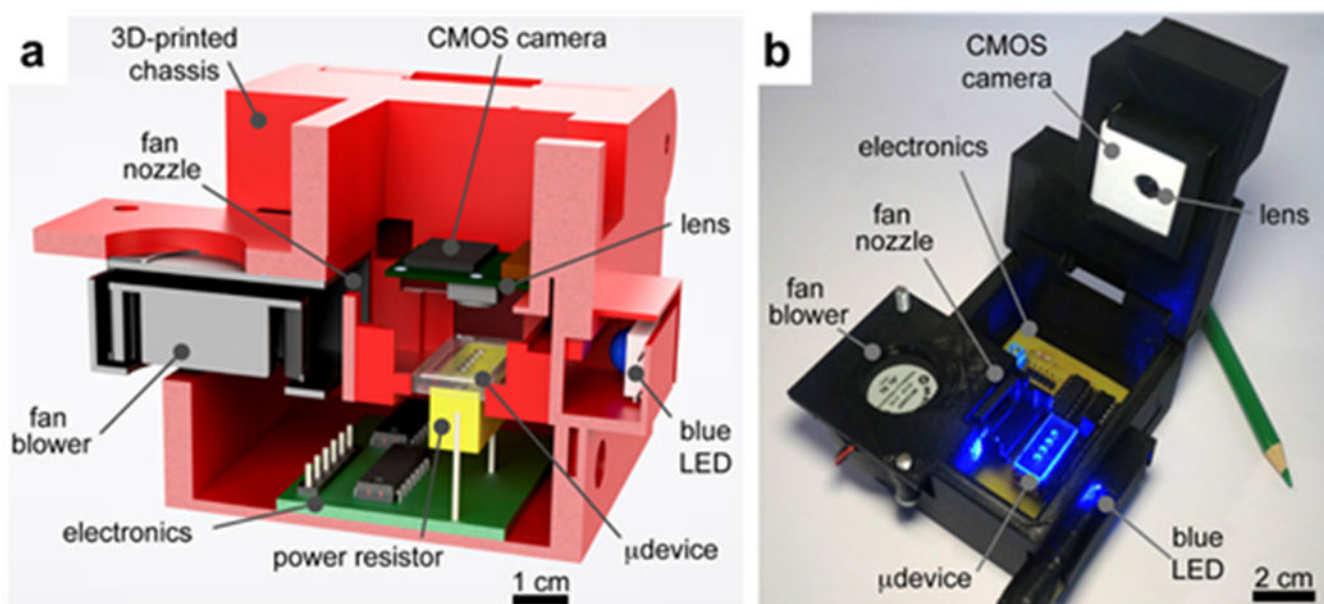 a
3D-printed
chassis
CMOS camera
fan
nozzle
lens
fan
blower
blue
LED
electronics
power resistor
μdevice
1 cm
b
CMOS
camera
electronics
fan
nozzle
lens
fan
blower
μdevice
blue
LED
2 cm